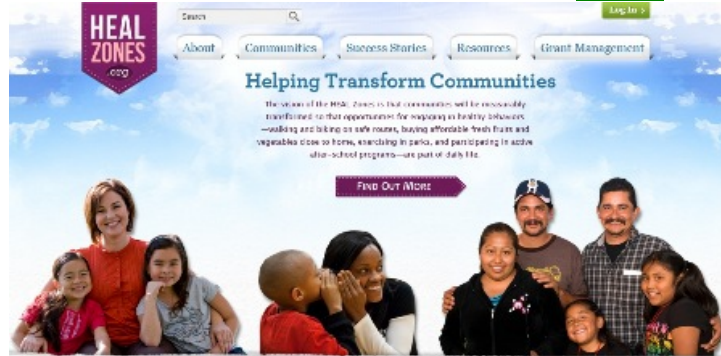 HEAL
ZONES
.org
Search
Log In >
About
Communities
Success Stories
Resources
Grant Management
Helping Transform Communities
The vision of the HEAL Zones is that communities will be measurably
transformed so that opportunities for engaging in healthy behaviors
—walking and biking on safe routes, buying affordable fresh fruits and
vegetables close to home, exercising in parks, and participating in active
after-school programs—are part of daily life.
FIND OUT MORE